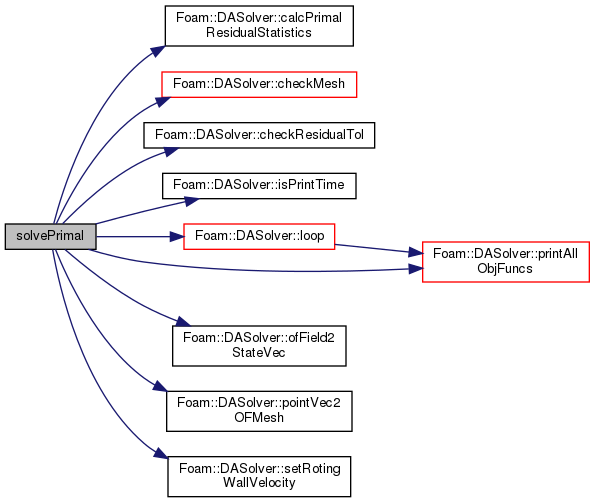 Foam::DASolver::calcPrimal
ResidualStatistics
Foam::DASolver::checkMesh
Foam::DASolver::checkResidualTol
Foam::DASolver::isPrintTime
solvePrimal
Foam::DASolver::loop
Foam::DASolver::printAll
ObjFuncs
Foam::DASolver::ofField2
StateVec
Foam::DASolver::pointVec2
OFMesh
Foam::DASolver::setRoting
WallVelocity